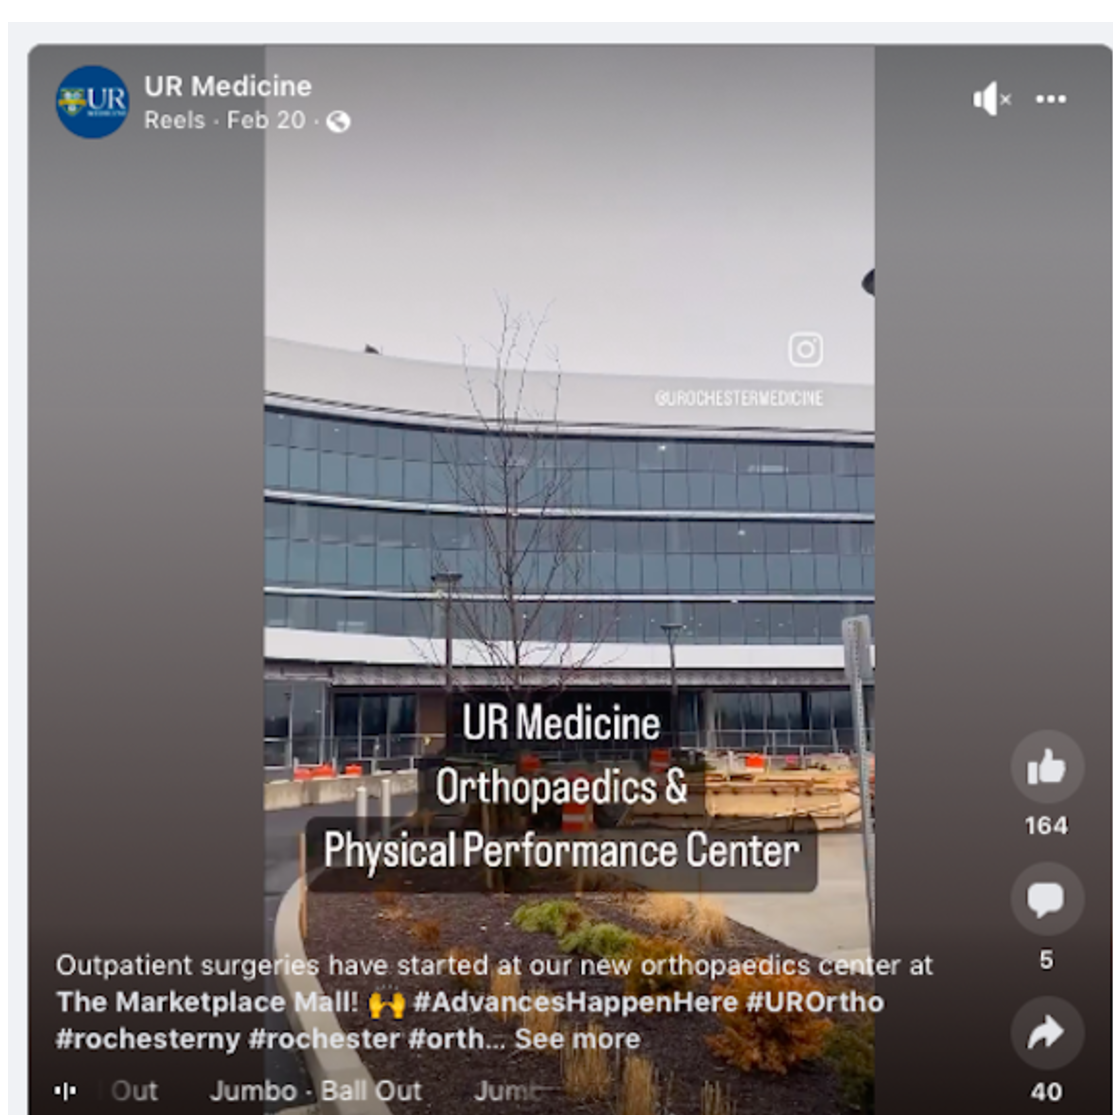 UR Medicine
Reels · Feb 20 ·
UR
@UROCHESTERMEDICINE
UR Medicine
Orthopaedics &
Physical Performance Center
164
5
Outpatient surgeries have started at our new orthopaedics center at
The Marketplace Mall! 🙌 #AdvancesHappenHere #UROrtho
#rochesterny #rochester #orth... See more
Out Jumbo · Ball Out Jum
40